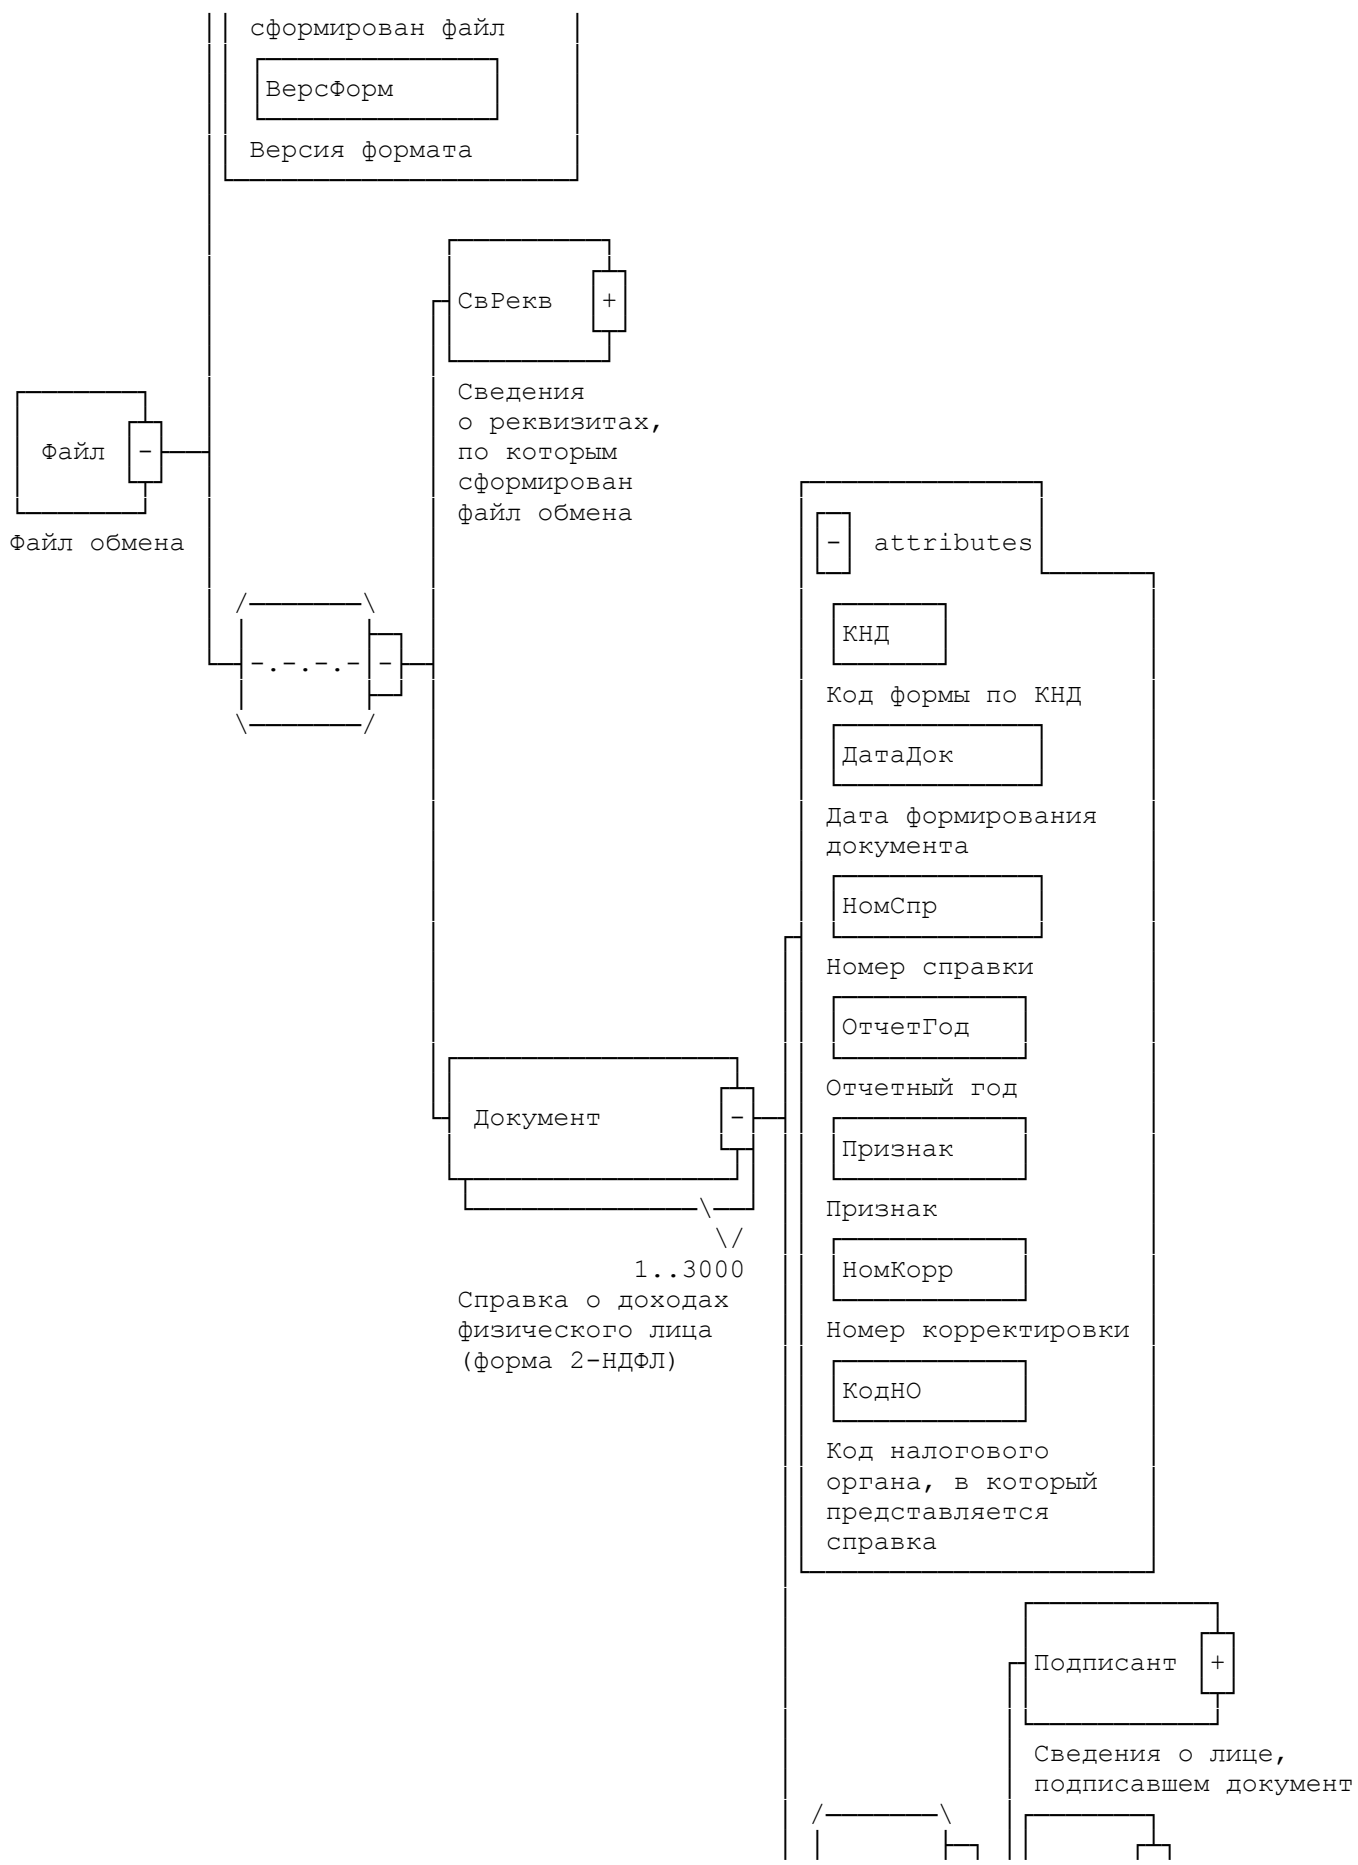 сформирован файл
ВерсФорм
Версия формата
СвРекв +
Сведения
о реквизитах,
по которым
сформирован
файл обмена
Файл -
Файл обмена
-.-.-.- -
Документ -
1..3000
Справка о доходах
физического лица
(форма 2-НДФЛ)
- attributes
КНД
Код формы по КНД
ДатаДок
Дата формирования
документа
НомСпр
Номер справки
ОтчетГод
Отчетный год
Признак
Признак
НомКорр
Номер корректировки
КодНО
Код налогового
органа, в который
представляется
справка
Подписант +
Сведения о лице,
подписавшем документ